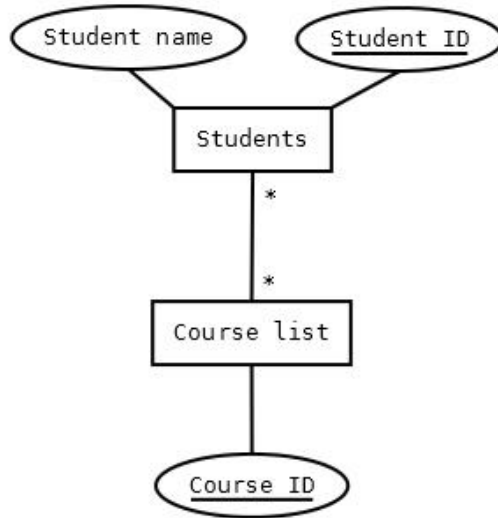 Student name
Student ID
Students
*
*
Course list
Course ID